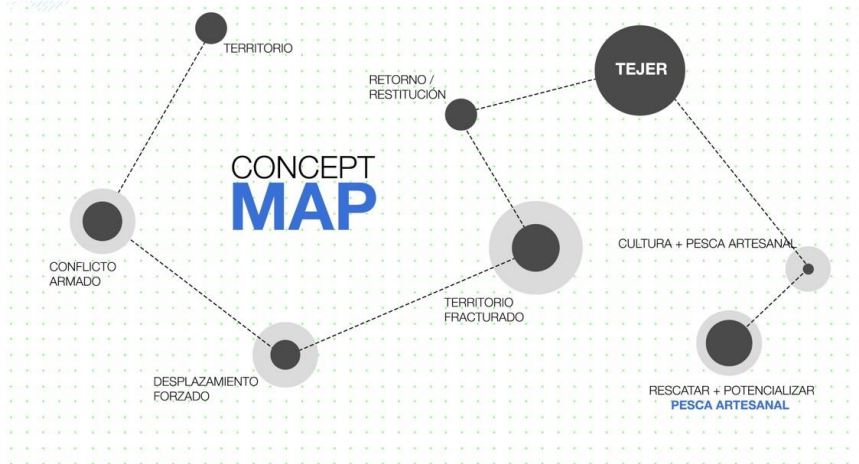 TERRITORIO
RETORNO /
RESTITUCIÓN
TEJER
CONCEPT
MAP
CULTURA + PESCA ARTESANAL
CONFLICTO
ARMADO
TERRITORIO
FRACTURADO
DESPLAZAMIENTO
FORZADO
RESCATAR + POTENCIALIZAR
PESCA ARTESANAL